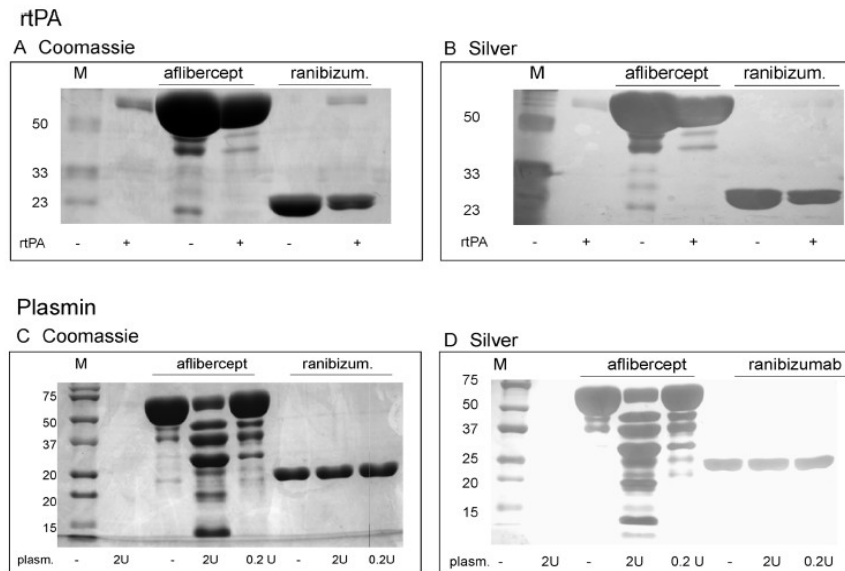 rtPA
A Coomassie
M aflibercept ranibizum.
50
33
23
rtPA - + - + - +
B Silver
M aflibercept ranibizum.
50
33
23
rtPA - + - + - +
Plasmin
C Coomassie
M aflibercept ranibizum.
75
50
37
20
20
15
plasm. - 2U - 2U 0.2 U - 2U 0.2U
D Silver
M aflibercept ranibizumab
75
50
37
25
20
15
plasm. - 2U - 2U 0.2 U - 2U 0.2U